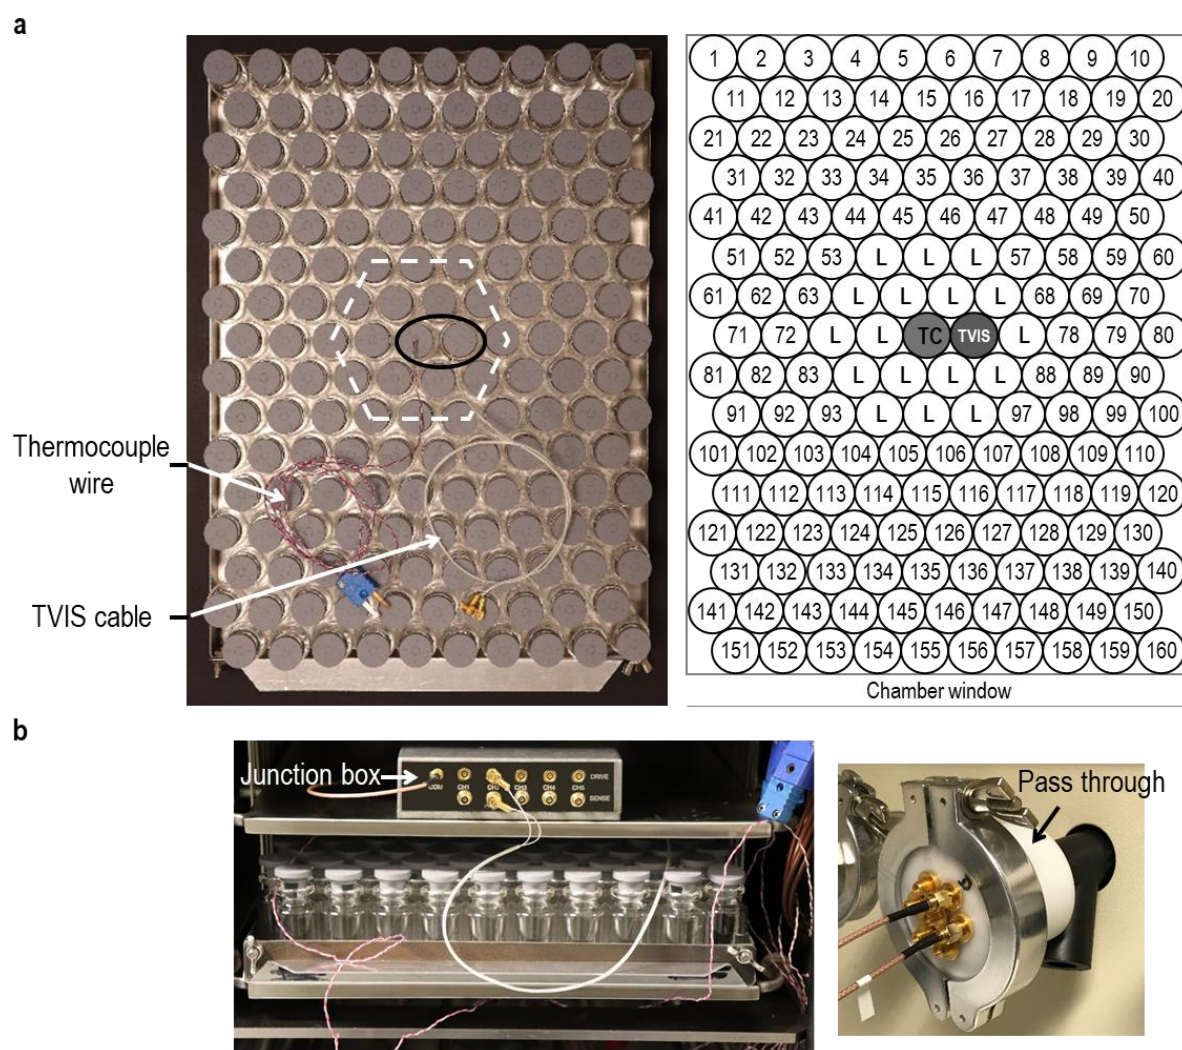 a
1 2 3 4 5 6 7 8 9 10
11 12 13 14 15 16 17 18 19 20
21 22 23 24 25 26 27 28 29 30
31 32 33 34 35 36 37 38 39 40
41 42 43 44 45 46 47 48 49 50
51 52 53 L L L 57 58 59 60
61 62 63 L L L L 68 69 70
71 72 L L TC TVIS L 78 79 80
81 82 83 L L L L 88 89 90
91 92 93 L L L 97 98 99 100
101 102 103 104 105 106 107 108 109 110
111 112 113 114 115 116 117 118 119 120
121 122 123 124 125 126 127 128 129 130
131 132 133 134 135 136 137 138 139 140
141 142 143 144 145 146 147 148 149 150
151 152 153 154 155 156 157 158 159 160
Chamber window
Thermocouple
wire
TVIS cable
b
Junction box
DRIVE
CH1 CH3 CH4 CH5
SENSE
Pass through